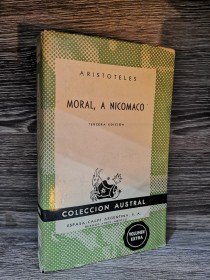 ARISTOTELES
MORAL, A NICOMACO
TERCERA EDICION
COLECCION AUSTRAL
ESPASA-CALPE ARGENTINA, S. A.
VOLUMEN
EXTRA